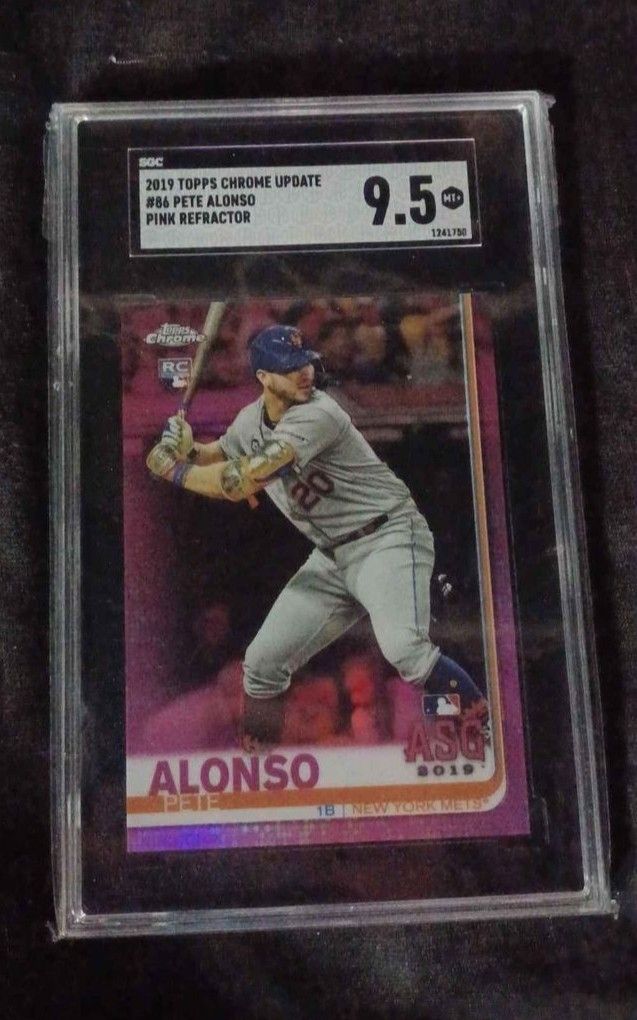 SGC
2019 TOPPS CHROME UPDATE
#86 PETE ALONSO
PINK REFRACTOR
9.5
MT+
1241750
Topps
Chrome
RC
20
ASG
2019
ALONSO
PETE
1B | NEW YORK METS®